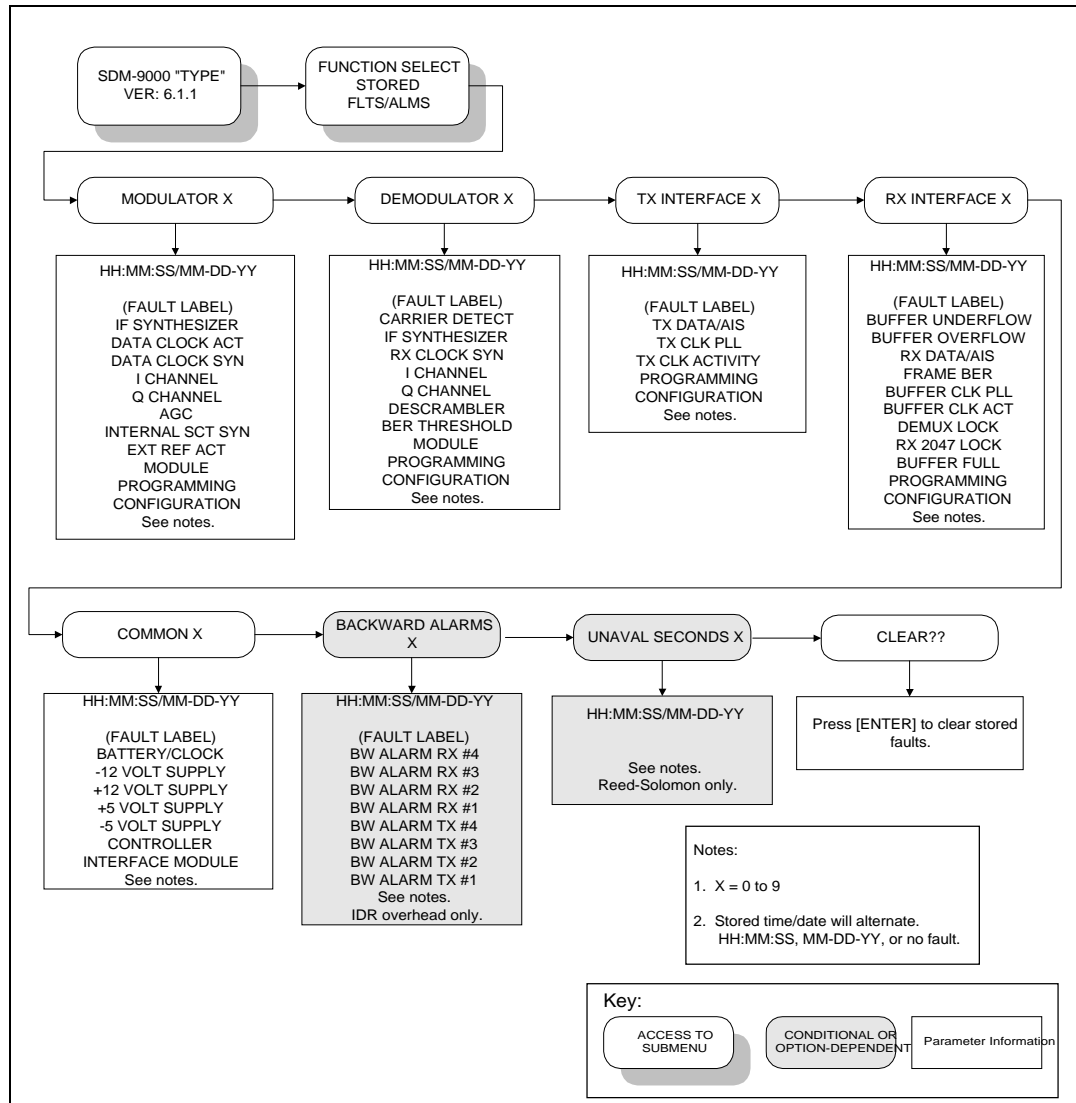 SDM-9000 "TYPE"
VER: 6.1.1
FUNCTION SELECT
STORED
FLTS/ALMS
MODULATOR X
DEMODULATOR X
TX INTERFACE X
RX INTERFACE X
HH:MM:SS/MM-DD-YY
(FAULT LABEL)
IF SYNTHESIZER
DATA CLOCK ACT
DATA CLOCK SYN
I CHANNEL
Q CHANNEL
AGC
INTERNAL SCT SYN
EXT REF ACT
MODULE
PROGRAMMING
CONFIGURATION
See notes.
HH:MM:SS/MM-DD-YY
(FAULT LABEL)
CARRIER DETECT
IF SYNTHESIZER
RX CLOCK SYN
I CHANNEL
Q CHANNEL
DESCRAMBLER
BER THRESHOLD
MODULE
PROGRAMMING
CONFIGURATION
See notes.
HH:MM:SS/MM-DD-YY
(FAULT LABEL)
TX DATA/AIS
TX CLK PLL
TX CLK ACTIVITY
PROGRAMMING
CONFIGURATION
See notes.
HH:MM:SS/MM-DD-YY
(FAULT LABEL)
BUFFER UNDERFLOW
BUFFER OVERFLOW
RX DATA/AIS
FRAME BER
BUFFER CLK PLL
BUFFER CLK ACT
DEMUX LOCK
RX 2047 LOCK
BUFFER FULL
PROGRAMMING
CONFIGURATION
See notes.
COMMON X
BACKWARD ALARMS
X
UNAVAL SECONDS X
CLEAR??
HH:MM:SS/MM-DD-YY
(FAULT LABEL)
BATTERY/CLOCK
-12 VOLT SUPPLY
+12 VOLT SUPPLY
+5 VOLT SUPPLY
-5 VOLT SUPPLY
CONTROLLER
INTERFACE MODULE
See notes.
HH:MM:SS/MM-DD-YY
(FAULT LABEL)
BW ALARM RX #4
BW ALARM RX #3
BW ALARM RX #2
BW ALARM RX #1
BW ALARM TX #4
BW ALARM TX #3
BW ALARM TX #2
BW ALARM TX #1
See notes.
IDR overhead only.
HH:MM:SS/MM-DD-YY
See notes.
Reed-Solomon only.
Press [ENTER] to clear stored
faults.
Notes:
1. X = 0 to 9
2. Stored time/date will alternate.
HH:MM:SS, MM-DD-YY, or no fault.
Key:
ACCESS TO
SUBMENU
CONDITIONAL OR
OPTION-DEPENDENT
Parameter Information